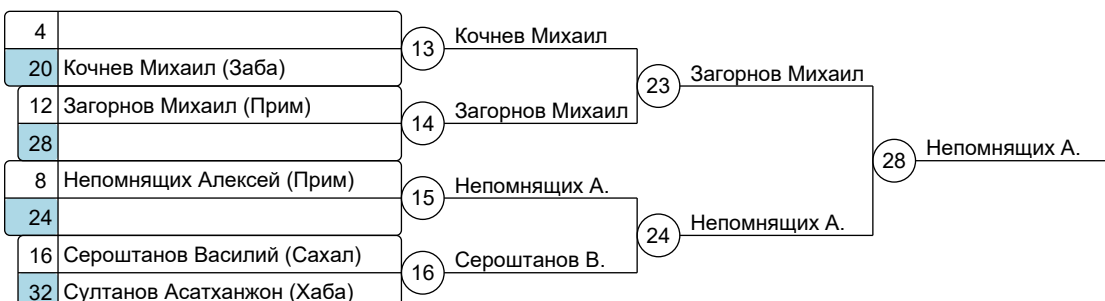 4
20 Кочнев Михаил (Заба)
12 Загорнов Михаил (Прим)
28
8 Непомнящих Алексей (Прим)
24
16 Сероштанов Василий (Сахал)
32 Султанов Асатханжон (Хаба)
13 Кочнев Михаил
14 Загорнов Михаил
15 Непомнящих А.
16 Сероштанов В.
23 Загорнов Михаил
24 Непомнящих А.
28 Непомнящих А.